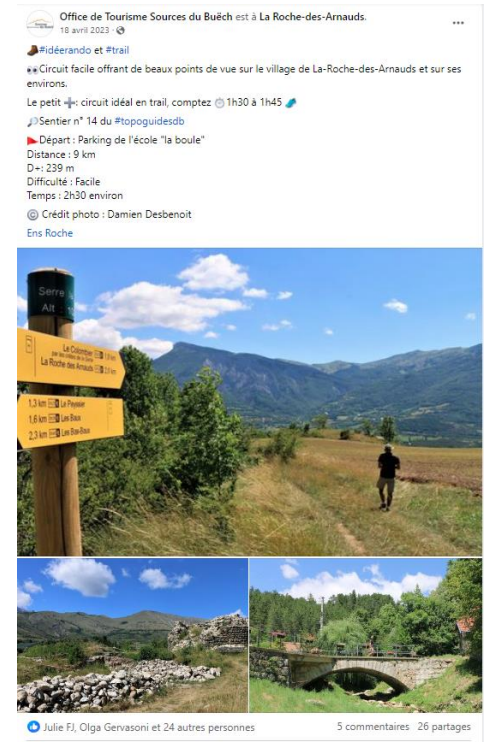 Office de Tourisme Sources du Buëch est à La Roche-des-Arnauds.
18 avril 2023 ·
#idéerando et #trail
Circuit facile offrant de beaux points de vue sur le village de La-Roche-des-Arnauds et sur ses
environs.
Le petit ➕: circuit idéal en trail, comptez ⏱1h30 à 1h45
Sentier n° 14 du #topoguidesdb
Départ : Parking de l'école "la boule"
Distance : 9 km
D+: 239 m
Difficulté : Facile
Temps : 2h30 environ
© Crédit photo : Damien Desbenoit
Ens Roche
Serre
Alt
La Colombier
La Roche des Arnauds
1,3 km Le Peyssier
1,6 km Les Baux
2,3 km Les Bas-Baux
Julie FJ, Olga Gervasoni et 24 autres personnes
5 commentaires 26 partages